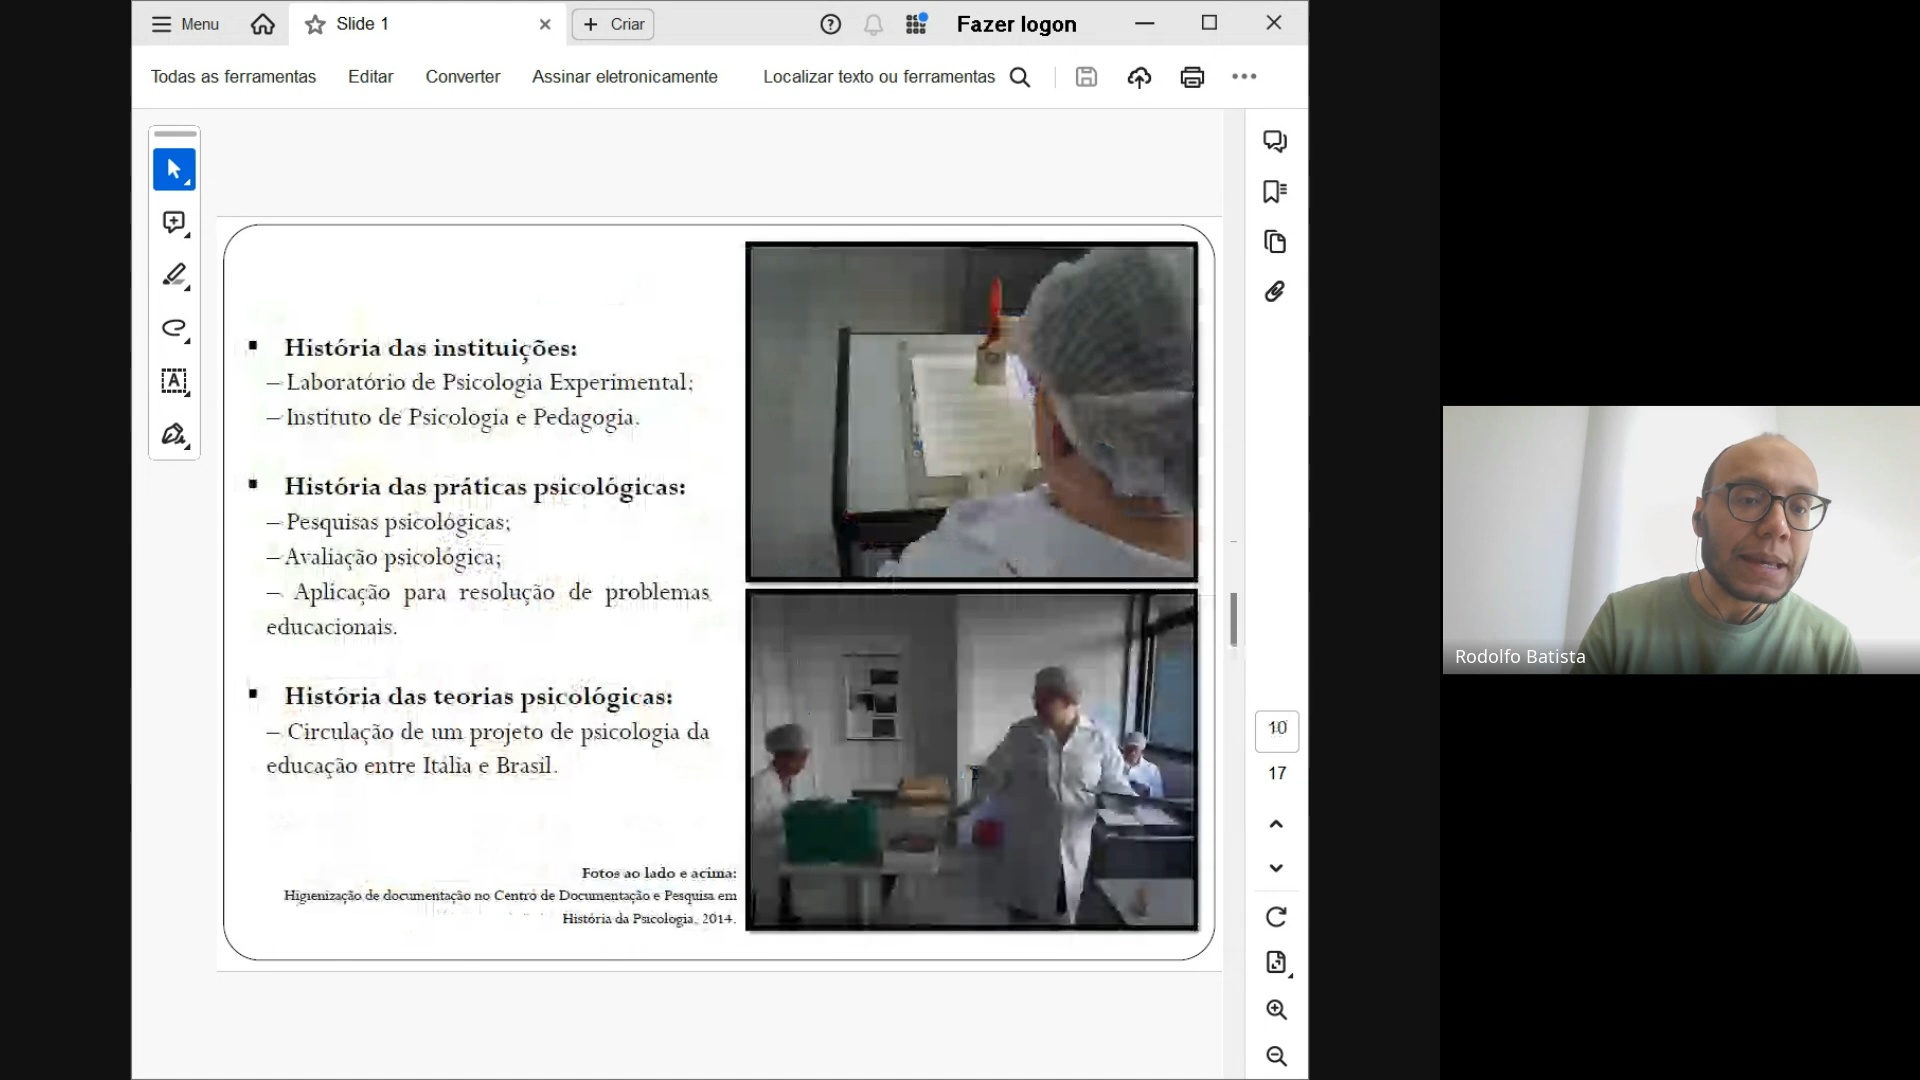 Menu
Slide 1
Criar
Fazer logon
Todas as ferramentas
Editar
Converter
Assinar eletronicamente
Localizar texto ou ferramentas
História das instituições:
– Laboratório de Psicologia Experimental;
– Instituto de Psicologia e Pedagogia.
História das práticas psicológicas:
– Pesquisas psicológicas;
– Avaliação psicológica;
– Aplicação para resolução de problemas
educacionais.
História das teorias psicológicas:
– Circulação de um projeto de psicologia da
educação entre Itália e Brasil.
Fotos ao lado e acima:
Higienização de documentação no Centro de Documentação e Pesquisa em
História da Psicologia, 2014.
10
17
Rodolfo Batista